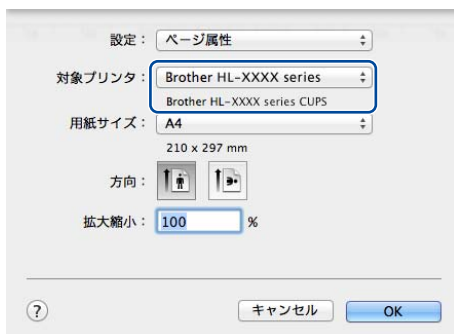 設定： ページ属性
対象プリンタ： Brother HL-XXXX series
Brother HL-XXXX series CUPS
用紙サイズ： A4
210 x 297 mm
方向：
拡大縮小： 100 %
? キャンセル OK